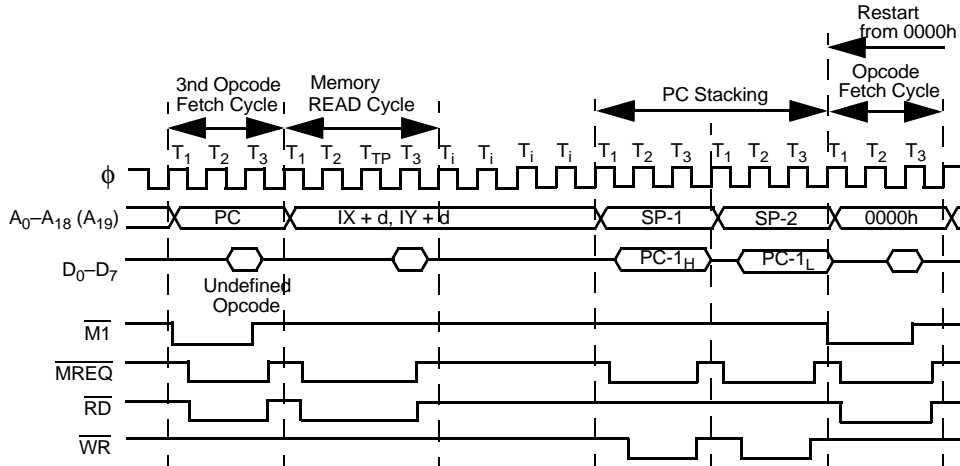 Restart
from 0000h
3nd Opcode
Fetch Cycle
Memory
READ Cycle
PC Stacking
Opcode
Fetch Cycle
T1 T2 T3 T1 T2 TTP T3 Ti Ti Ti Ti T1 T2 T3 T1 T2 T3 T1 T2 T3
ϕ
A0–A18 (A19) PC IX + d, IY + d SP-1 SP-2 0000h
D0–D7 PC-1H PC-1L
Undefined
Opcode
M1
MREQ
RD
WR